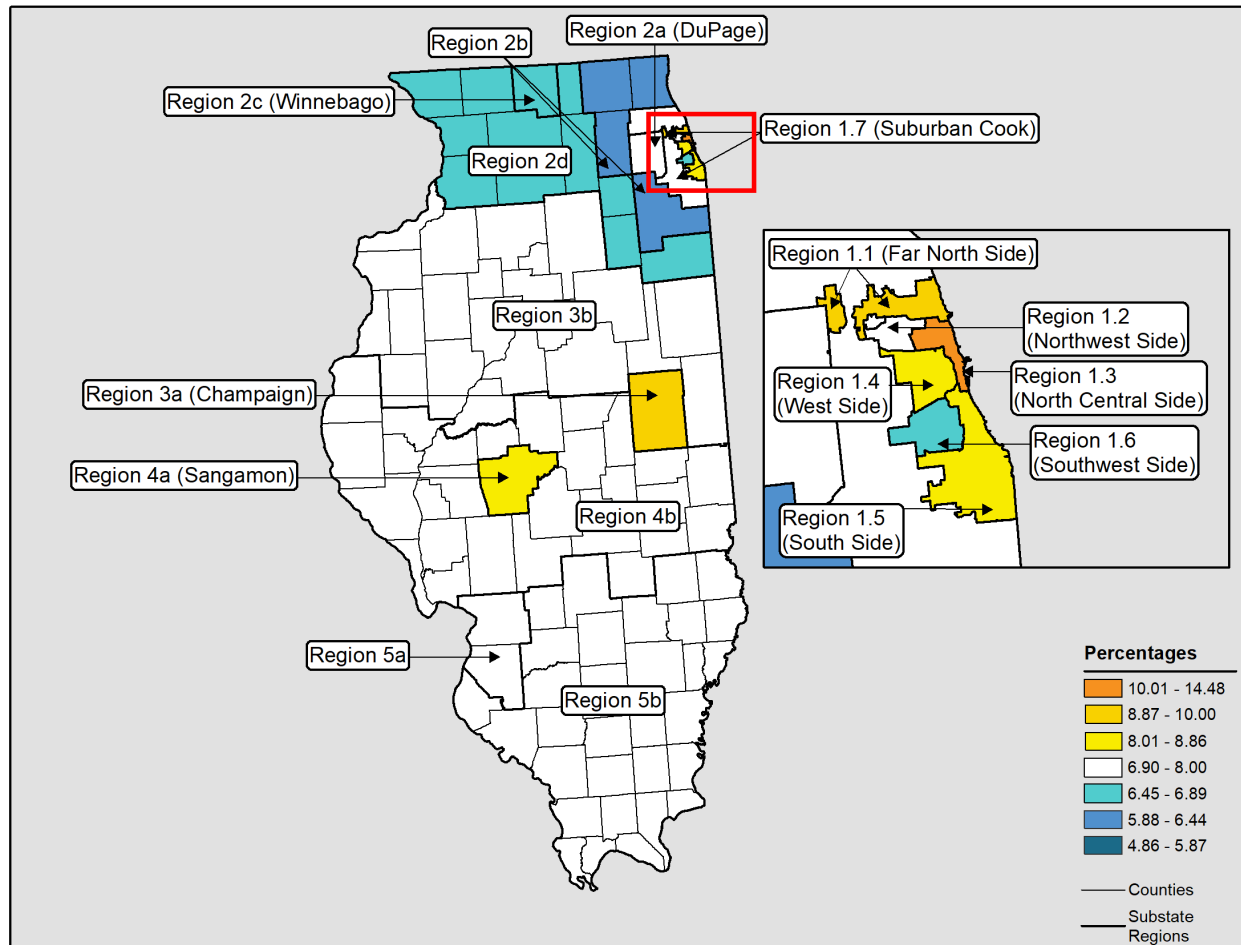 Region 2a (DuPage)
Region 2b
Region 2c (Winnebago)
Region 1.7 (Suburban Cook)
Region 2d
Region 1.1 (Far North Side)
Region 3b
Region 1.2
(Northwest Side)
Region 3a (Champaign)
Region 1.4
(West Side)
Region 1.3
(North Central Side)
Region 4a (Sangamon)
Region 1.6
(Southwest Side)
Region 4b
Region 1.5
(South Side)
Region 5a
Region 5b
Percentages
10.01 - 14.48
8.87 - 10.00
8.01 - 8.86
6.90 - 8.00
6.45 - 6.89
5.88 - 6.44
4.86 - 5.87
Counties
Substate
Regions